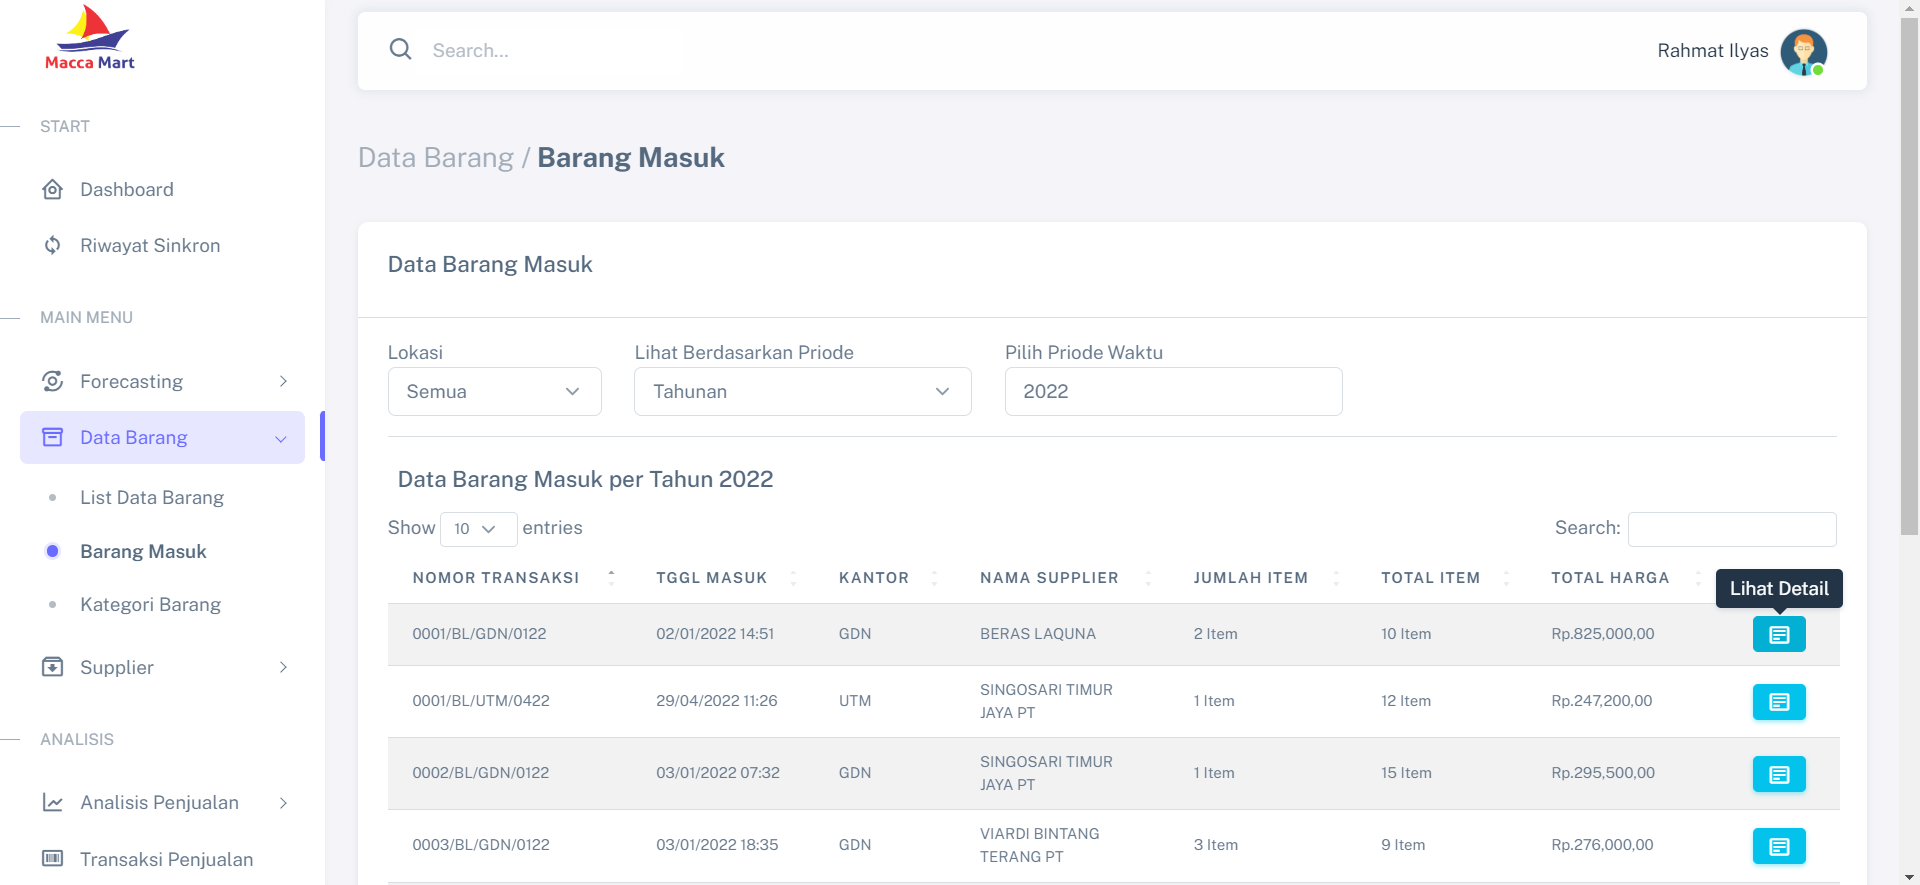 Macca Mart
Search...
Rahmat Ilyas
START
Dashboard
Riwayat Sinkron
MAIN MENU
Forecasting
Data Barang
List Data Barang
Barang Masuk
Kategori Barang
Supplier
ANALISIS
Analisis Penjualan
Transaksi Penjualan
Data Barang / Barang Masuk
Data Barang Masuk
Lokasi Lihat Berdasarkan Priode Pilih Priode Waktu
Semua Tahunan 2022
Data Barang Masuk per Tahun 2022
Show 10 entries Search:
NOMOR TRANSAKSI TGGL MASUK KANTOR NAMA SUPPLIER JUMLAH ITEM TOTAL ITEM TOTAL HARGA
Lihat Detail
0001/BL/GDN/0122 02/01/2022 14:51 GDN BERAS LAQUNA 2 Item 10 Item Rp.825,000,00
0001/BL/UTM/0422 29/04/2022 11:26 UTM SINGOSARI TIMUR JAYA PT 1 Item 12 Item Rp.247,200,00
0002/BL/GDN/0122 03/01/2022 07:32 GDN SINGOSARI TIMUR JAYA PT 1 Item 15 Item Rp.295,500,00
0003/BL/GDN/0122 03/01/2022 18:35 GDN VIARDI BINTANG TERANG PT 3 Item 9 Item Rp.276,000,00